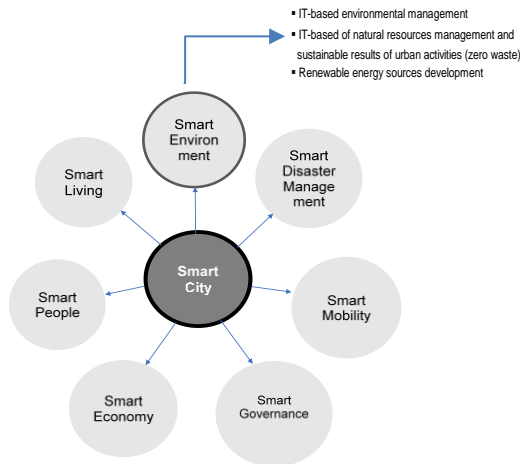 ▪ IT-based environmental management
▪ IT-based of natural resources management and
sustainable results of urban activities (zero waste)
▪ Renewable energy sources development
Smart
Environ
ment
Smart
Disaster
Manage
ment
Smart
Living
Smart
City
Smart
People
Smart
Mobility
Smart
Economy
Smart
Governance